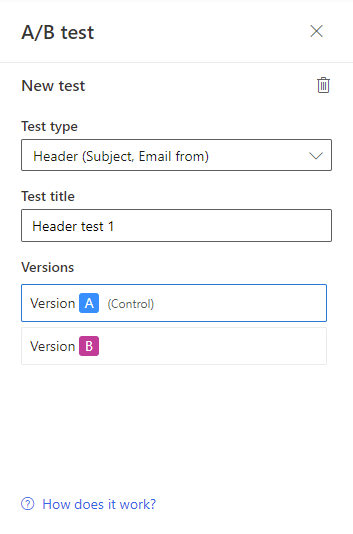 A/B test
New test
Test type
Header (Subject, Email from)
Test title
Header test 1
Versions
Version A (Control)
Version B
How does it work?